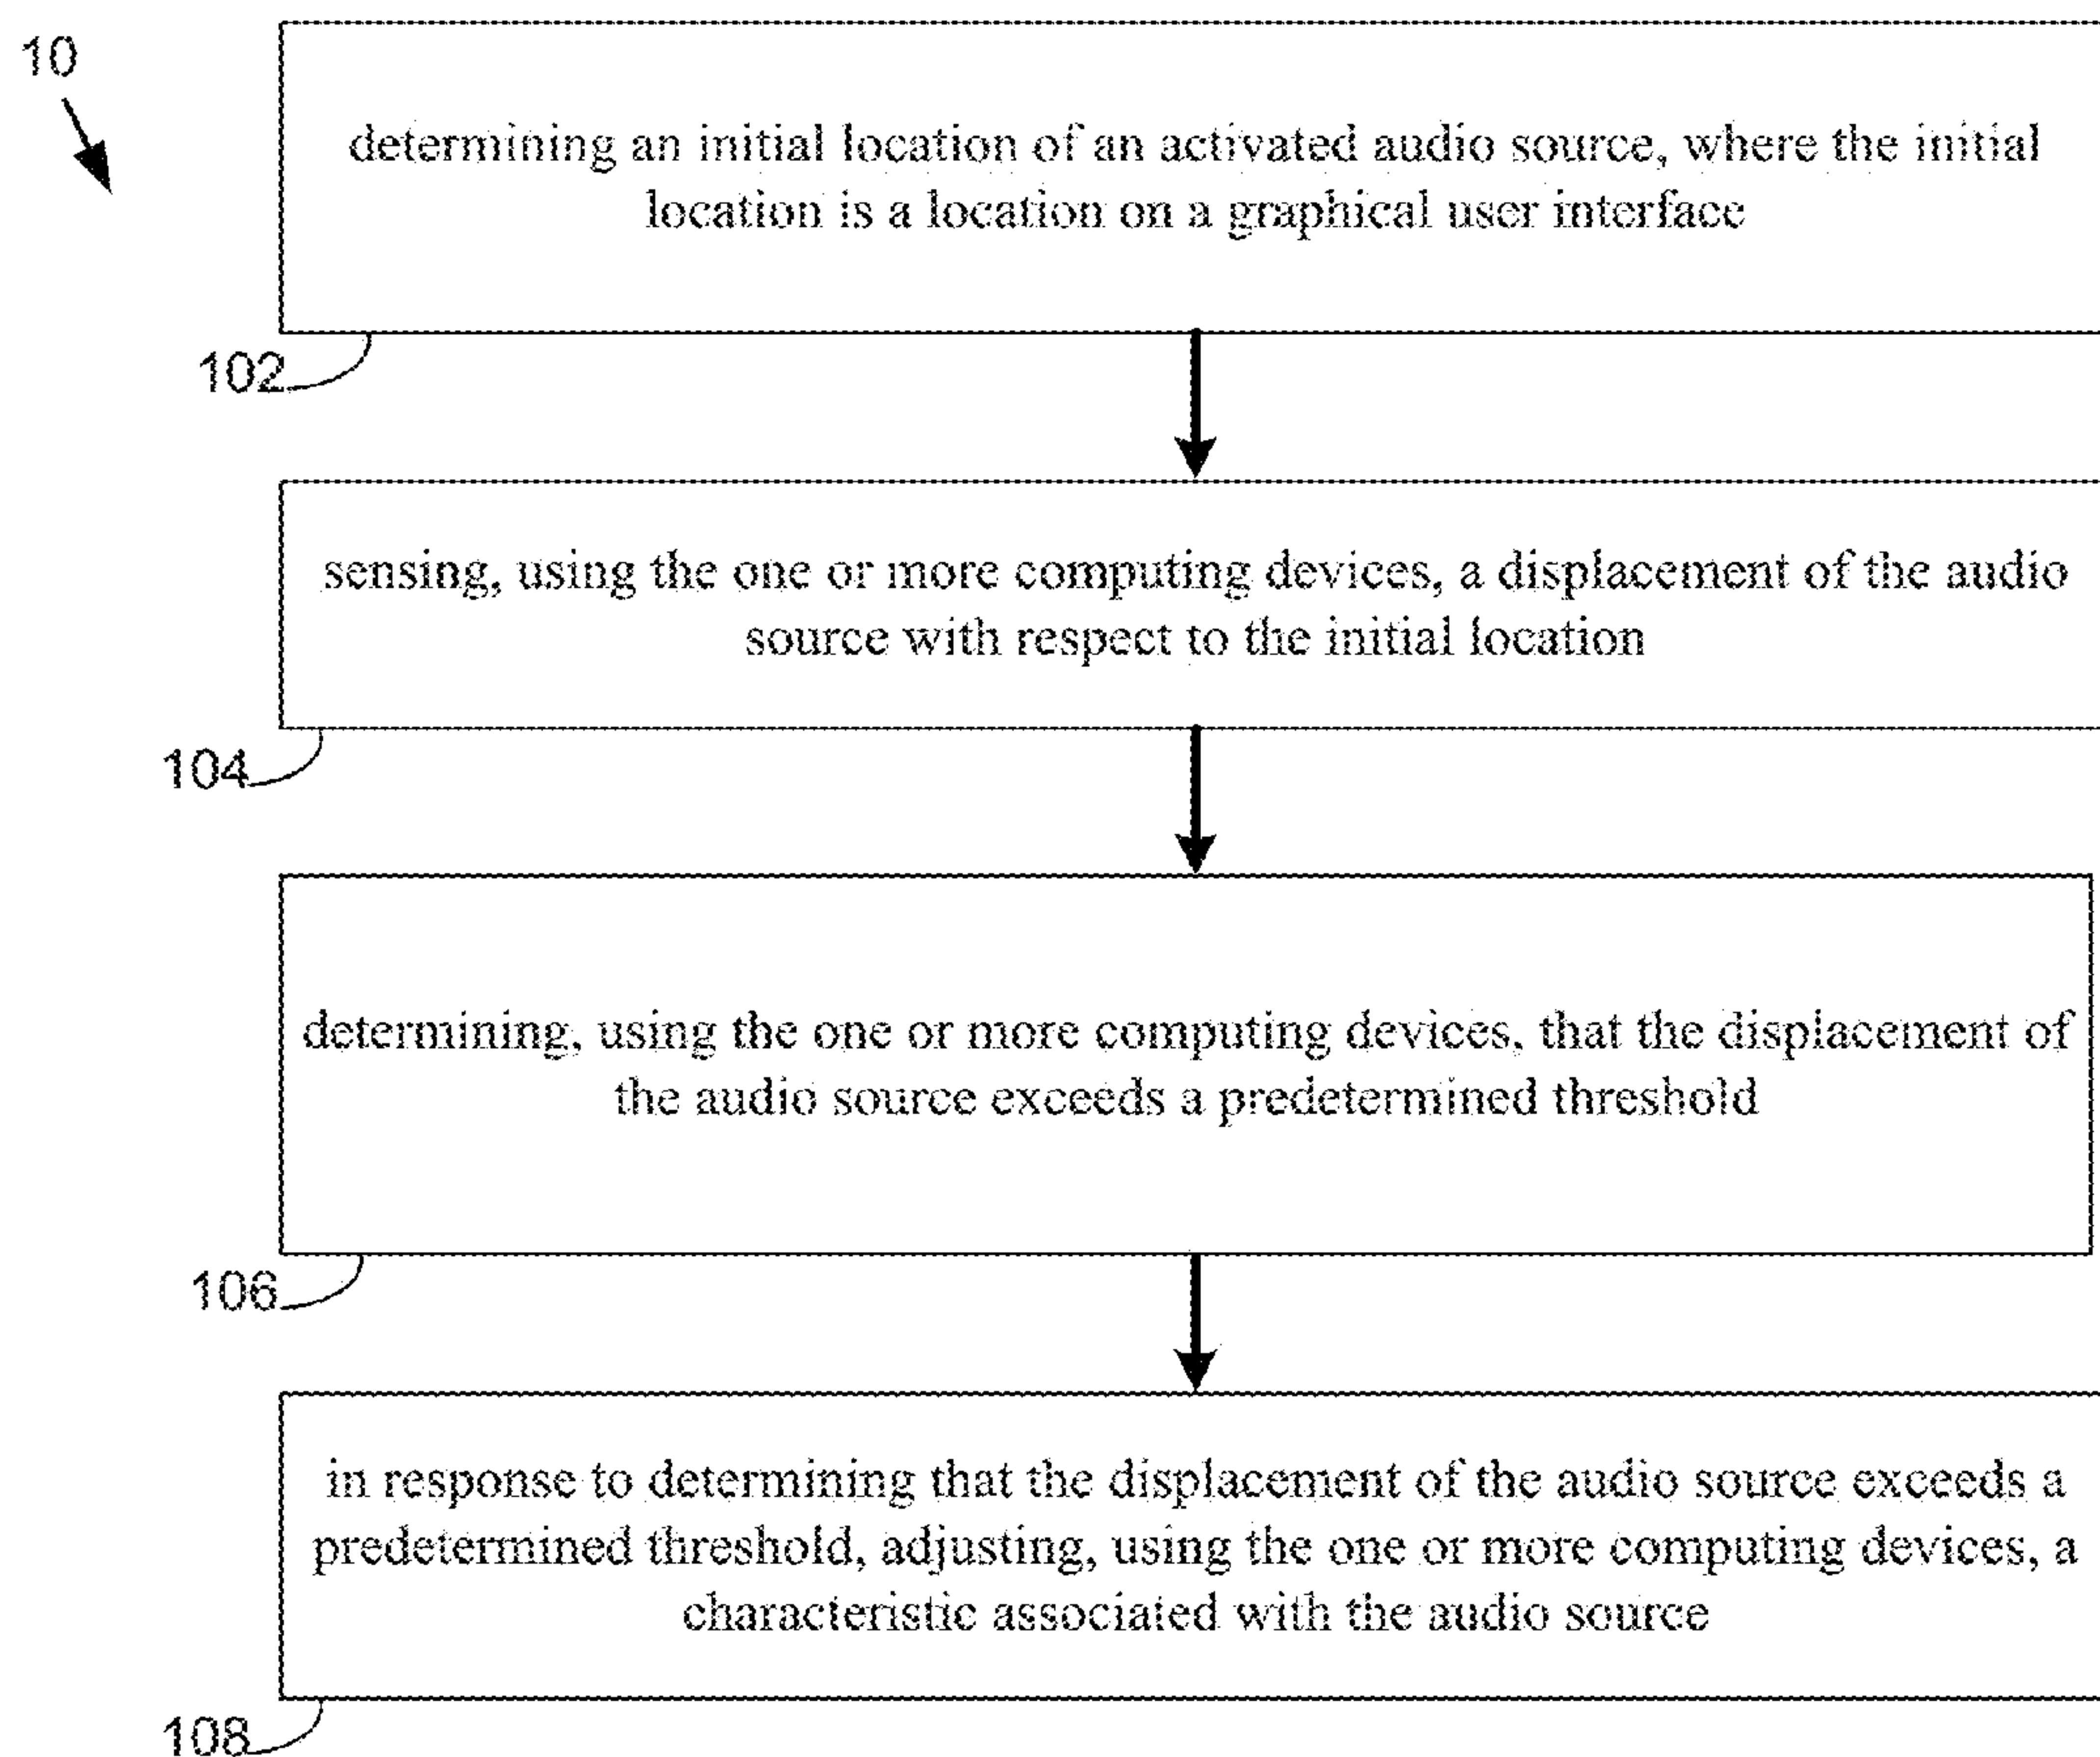 10
determining an initial location of an activated audio source, where the initial
location is a location on a graphical user interface
102
sensing, using the one or more computing devices, a displacement of the audio
source with respect to the initial location
104
determining, using the one or more computing devices, that the displacement of
the audio source exceeds a predetermined threshold
106
in response to determining that the displacement of the audio source exceeds a
predetermined threshold, adjusting, using the one or more computing devices, a
characteristic associated with the audio source
108